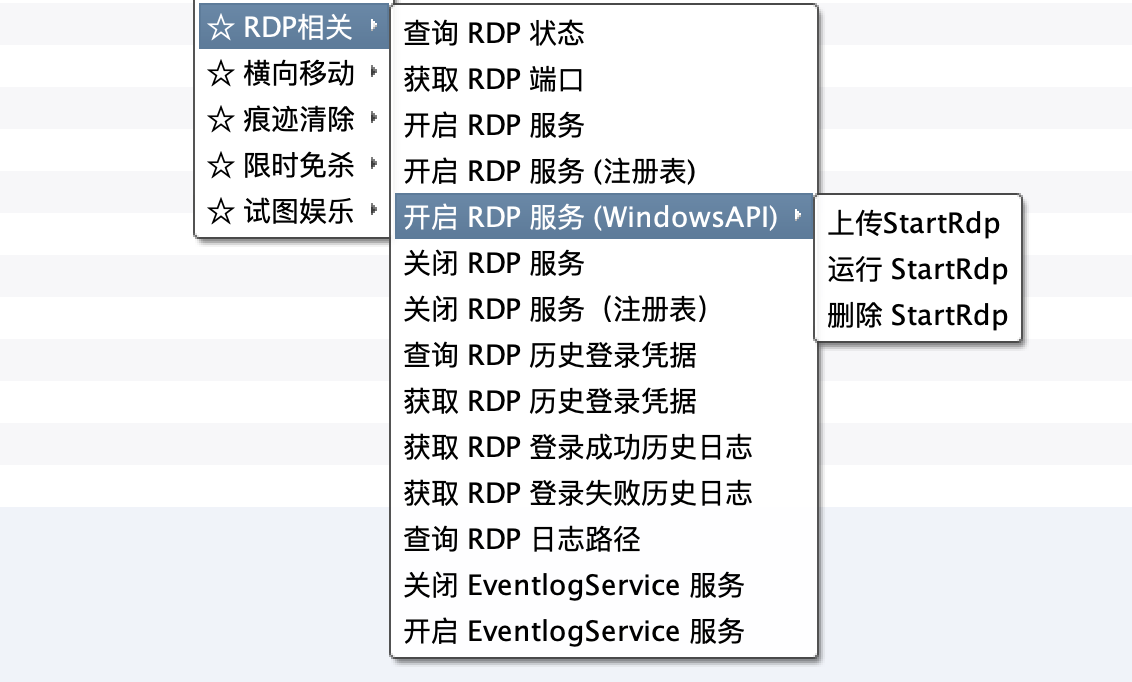 ☆ RDP相关
☆ 横向移动
☆ 痕迹清除
☆ 限时免杀
☆ 试图娱乐
查询 RDP 状态
获取 RDP 端口
开启 RDP 服务
开启 RDP 服务 (注册表)
开启 RDP 服务 (WindowsAPI)
关闭 RDP 服务
关闭 RDP 服务（注册表）
查询 RDP 历史登录凭据
获取 RDP 历史登录凭据
获取 RDP 登录成功历史日志
获取 RDP 登录失败历史日志
查询 RDP 日志路径
关闭 EventlogService 服务
开启 EventlogService 服务
上传StartRdp
运行 StartRdp
删除 StartRdp